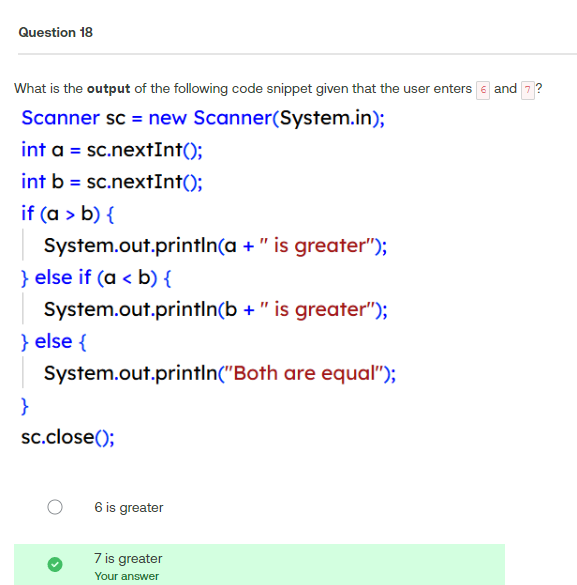 Question 18
What is the output of the following code snippet given that the user enters 6 and 7 ?
Scanner sc = new Scanner(System.in);
int a = sc.nextInt();
int b = sc.nextInt();
if (a > b) {
System.out.println(a + " is greater");
} else if (a < b) {
System.out.println(b + " is greater");
} else {
System.out.println("Both are equal");
}
sc.close();
6 is greater
7 is greater
Your answer